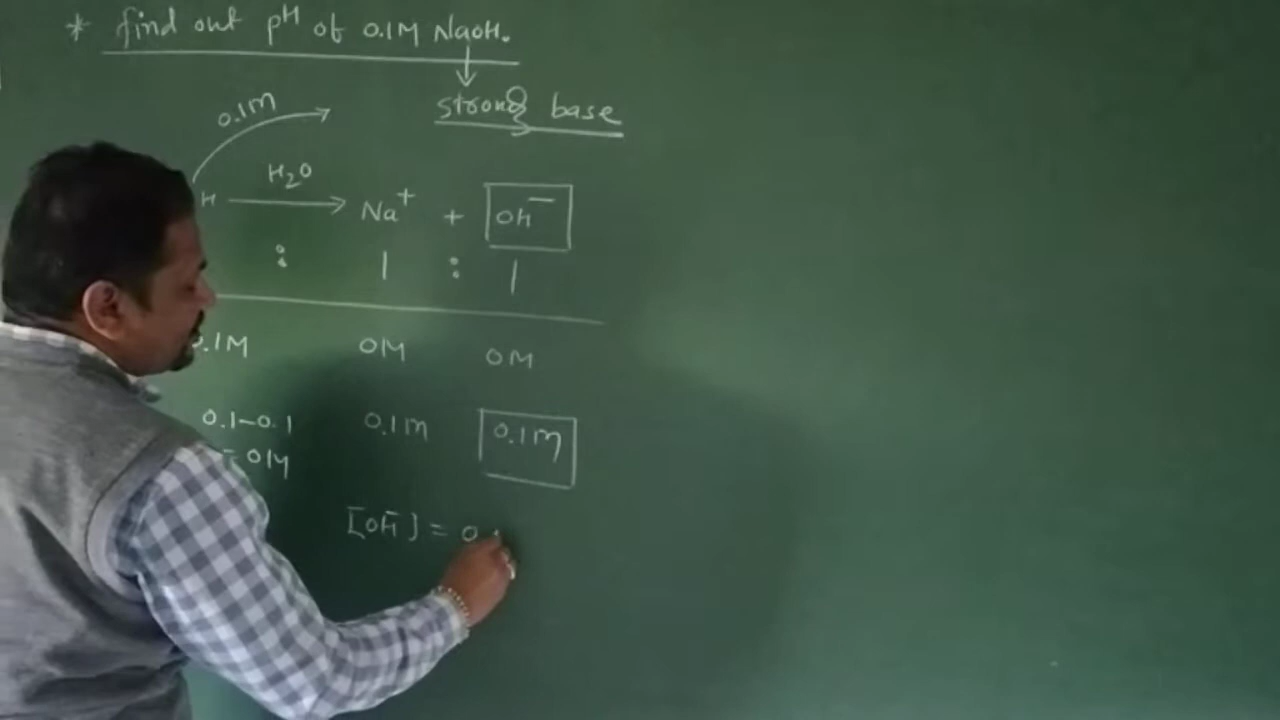 * find out pH of 0.1M NaOH.
strong base
0.1M
H2O
H → Na+ + OH−
: 1 : 1
0.1M 0M 0M
0.1-0.1 0.1M 0.1M
= 0M
[OH−] = 0.